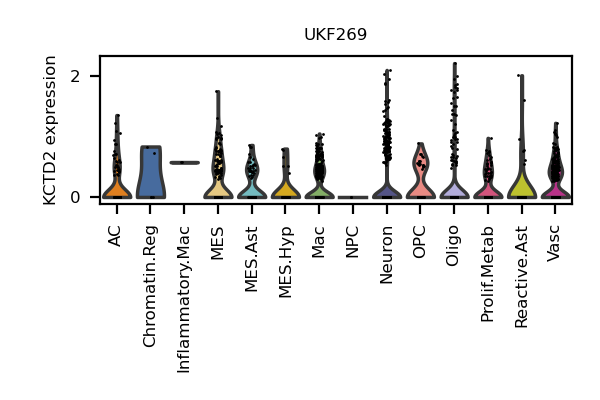 UKF269
KCTD2 expression
2
0
AC
Chromatin.Reg
Inflammatory.Mac
MES
MES.Ast
MES.Hyp
Mac
NPC
Neuron
OPC
Oligo
Prolif.Metab
Reactive.Ast
Vasc